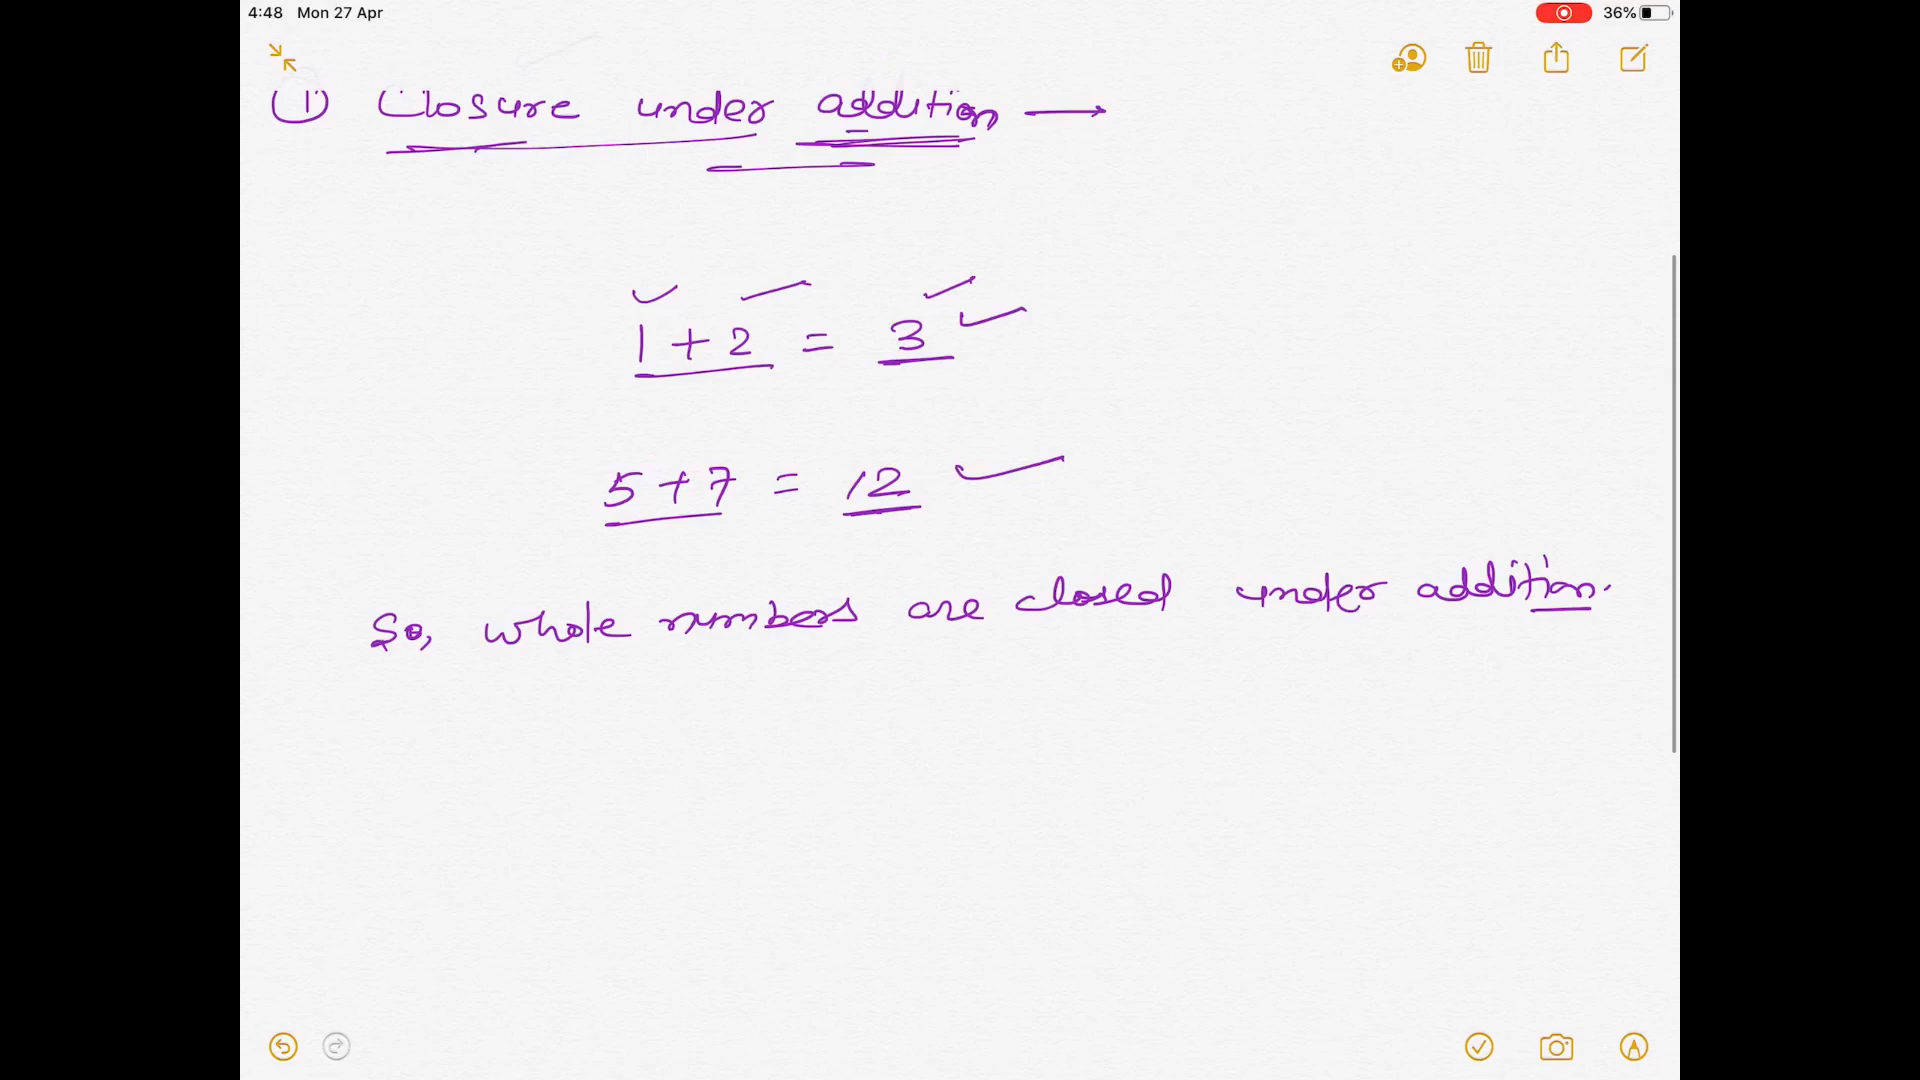 4:48 Mon 27 Apr 36%
(1) Closure under addition →
1 + 2 = 3
5 + 7 = 12
So, whole numbers are closed under addition.